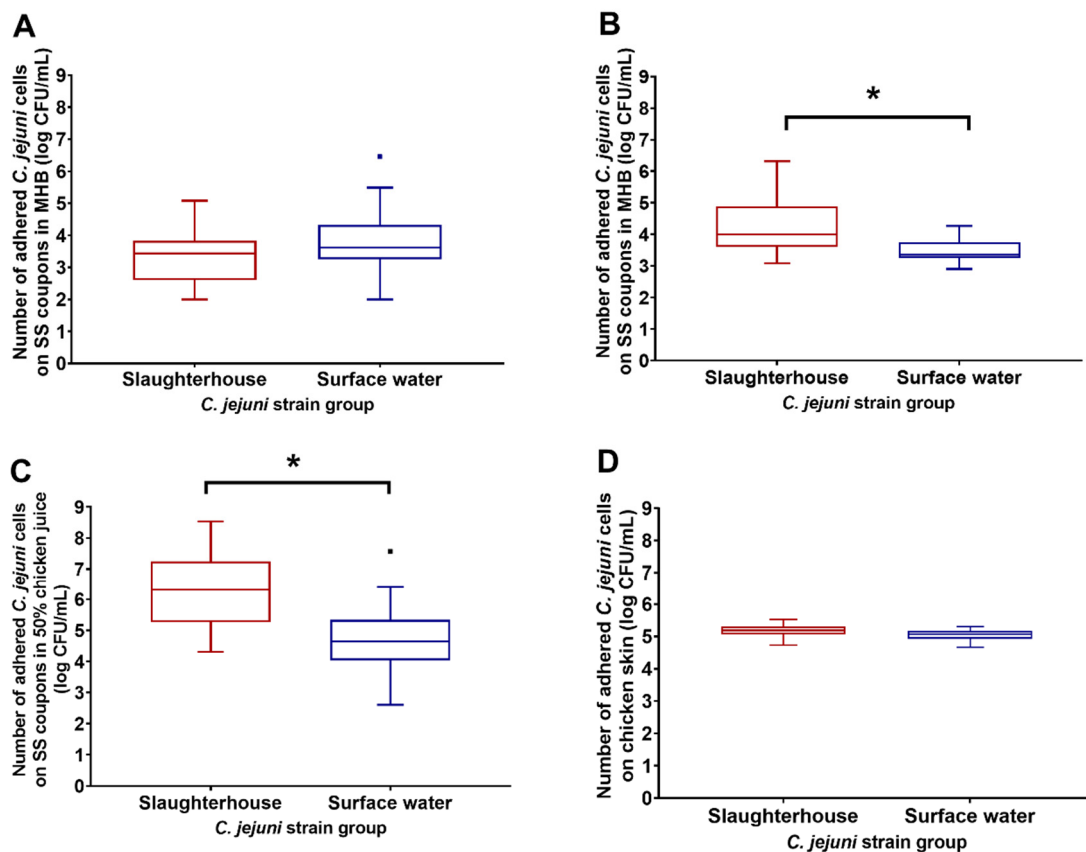 A
Number of adhered C. jejuni cells
on SS coupons in MHB (log CFU/mL)
9
8
7
6
5
4
3
2
1
0
Slaughterhouse Surface water
C. jejuni strain group
B
Number of adhered C. jejuni cells
on SS coupons in MHB (log CFU/mL)
9
8
7
6
5
4
3
2
1
0
*
Slaughterhouse Surface water
C. jejuni strain group
C
Number of adhered C. jejuni cells
on SS coupons in 50% chicken juice
(log CFU/mL)
9
8
7
6
5
4
3
2
1
0
*
Slaughterhouse Surface water
C. jejuni strain group
D
Number of adhered C. jejuni cells
on chicken skin (log CFU/mL)
9
8
7
6
5
4
3
2
1
0
Slaughterhouse Surface water
C. jejuni strain group